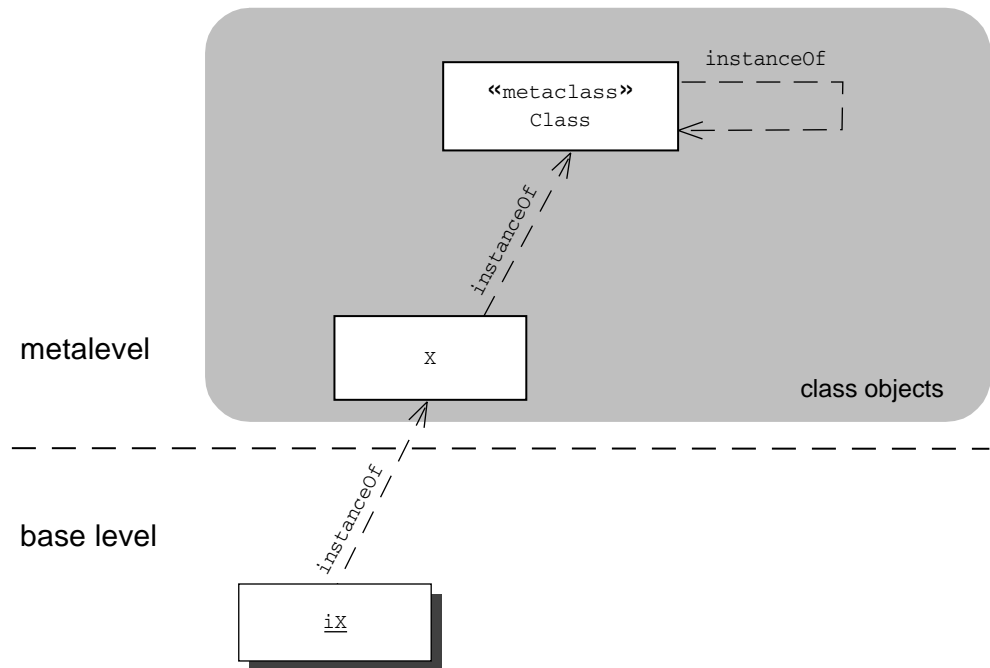 instanceOf
«metaclass»
Class
instanceOf
metalevel
X
class objects
instanceOf
base level
iX